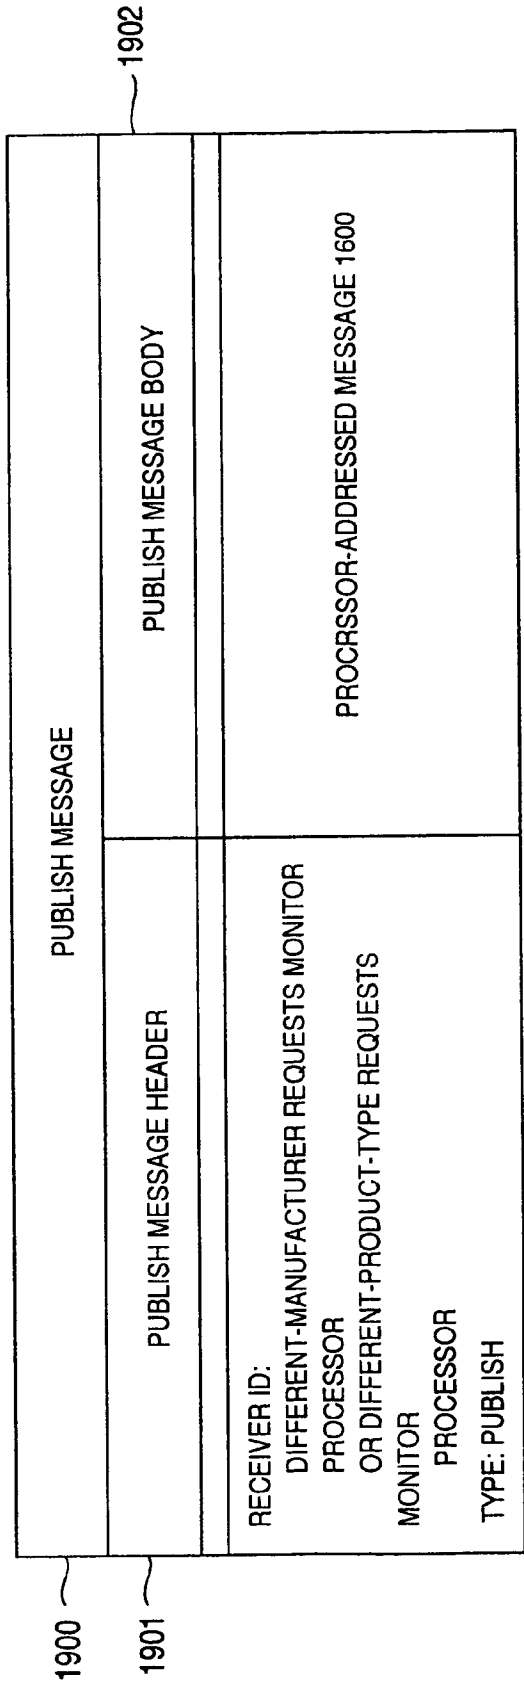 1900
PUBLISH MESSAGE
1901
PUBLISH MESSAGE HEADER
PUBLISH MESSAGE BODY
1902
RECEIVER ID:
DIFFERENT-MANUFACTURER REQUESTS MONITOR
PROCESSOR
OR DIFFERENT-PRODUCT-TYPE REQUESTS
MONITOR
PROCESSOR
TYPE: PUBLISH
PROCRSSOR-ADDRESSED MESSAGE 1600